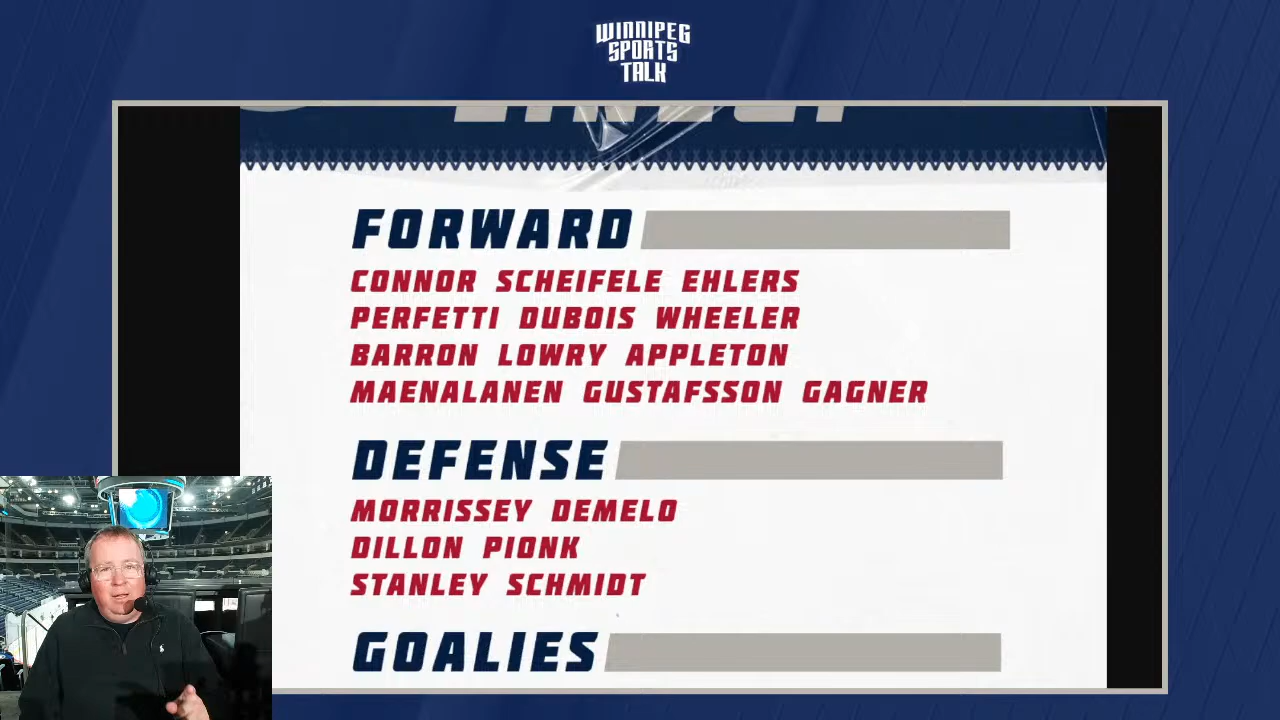 WINNIPEG
SPORTS
TALK
FORWARD
CONNOR SCHEIFELE EHLERS
PERFETTI DUBOIS WHEELER
BARRON LOWRY APPLETON
MAENALANEN GUSTAFSSON GAGNER
DEFENSE
MORRISSEY DEMELO
DILLON PIONK
STANLEY SCHMIDT
GOALIES